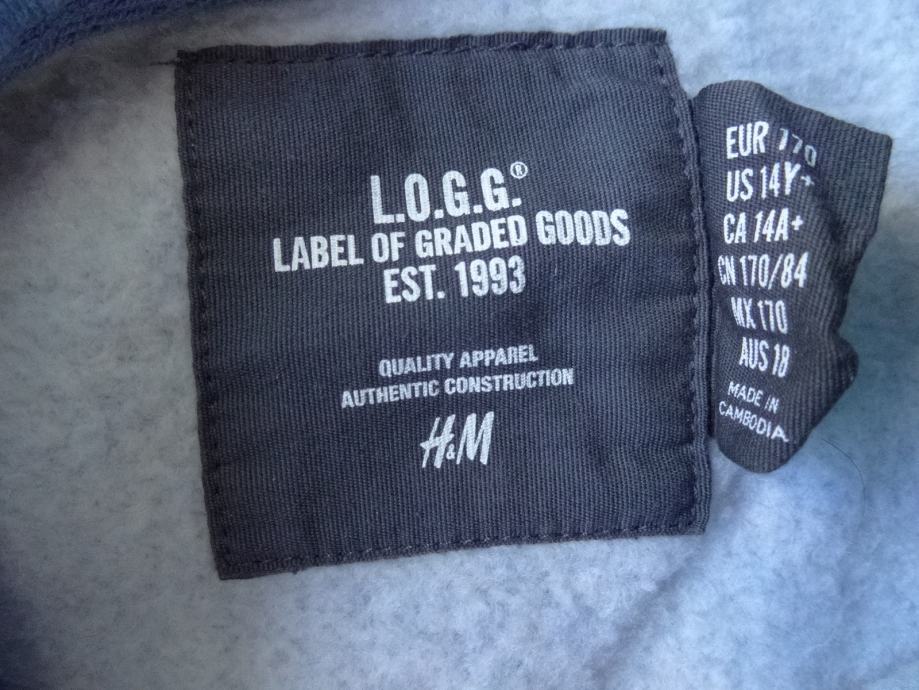 L.O.G.G.®
LABEL OF GRADED GOODS
EST. 1993
QUALITY APPAREL
AUTHENTIC CONSTRUCTION
H&M
EUR 170
US 14Y+
CA 14A+
CN 170/84
MX 170
AUS 18
MADE IN
CAMBODIA